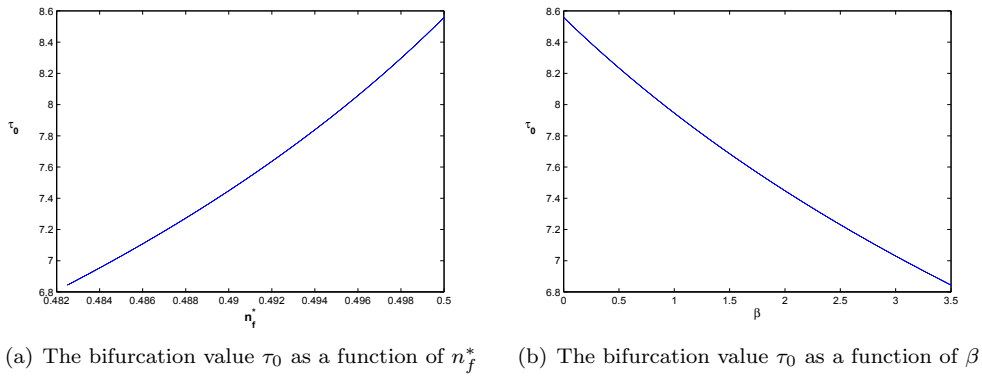 8.6
8.4
8.2
8
7.8
7.6
7.4
7.2
7
6.8
τ₀
0.482 0.484 0.486 0.488 0.49 0.492 0.494 0.496 0.498 0.5
n*f
(a) The bifurcation value τ₀ as a function of n*f
8.6
8.4
8.2
8
7.8
7.6
7.4
7.2
7
6.8
τ₀
0 0.5 1 1.5 2 2.5 3 3.5
β
(b) The bifurcation value τ₀ as a function of β